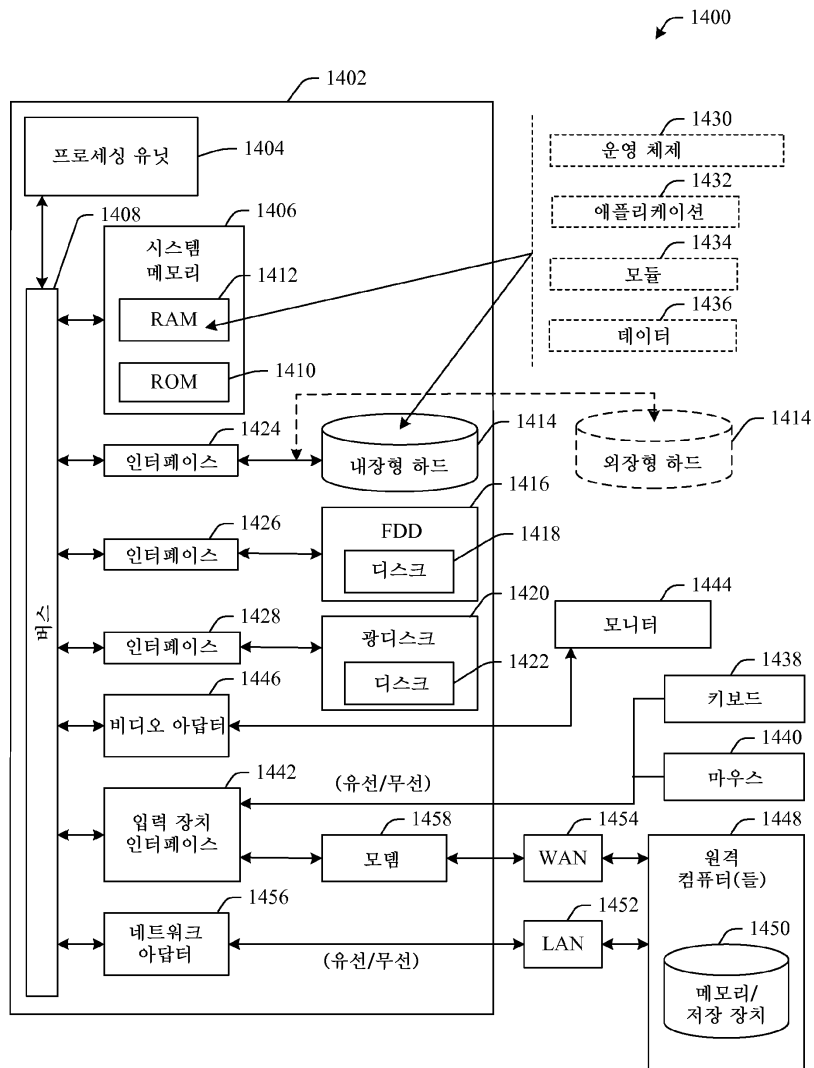 1400
1402
프로세싱 유닛
1404
1408
1406
시스템
메모리
1412
RAM
ROM
1410
1430
운영 체제
1432
애플리케이션
1434
모듈
1436
데이터
1424
인터페이스
내장형 하드
1414
외장형 하드
1414
1416
1426
인터페이스
FDD
1418
디스크
1420
1428
인터페이스
광디스크
1422
디스크
버스
1444
모니터
1446
비디오 아답터
1438
키보드
1440
마우스
1442
(유선/무선)
입력 장치
인터페이스
1458
모뎀
1454
WAN
1448
원격
컴퓨터(들)
1456
네트워크
아답터
(유선/무선)
1452
LAN
1450
메모리/
저장 장치